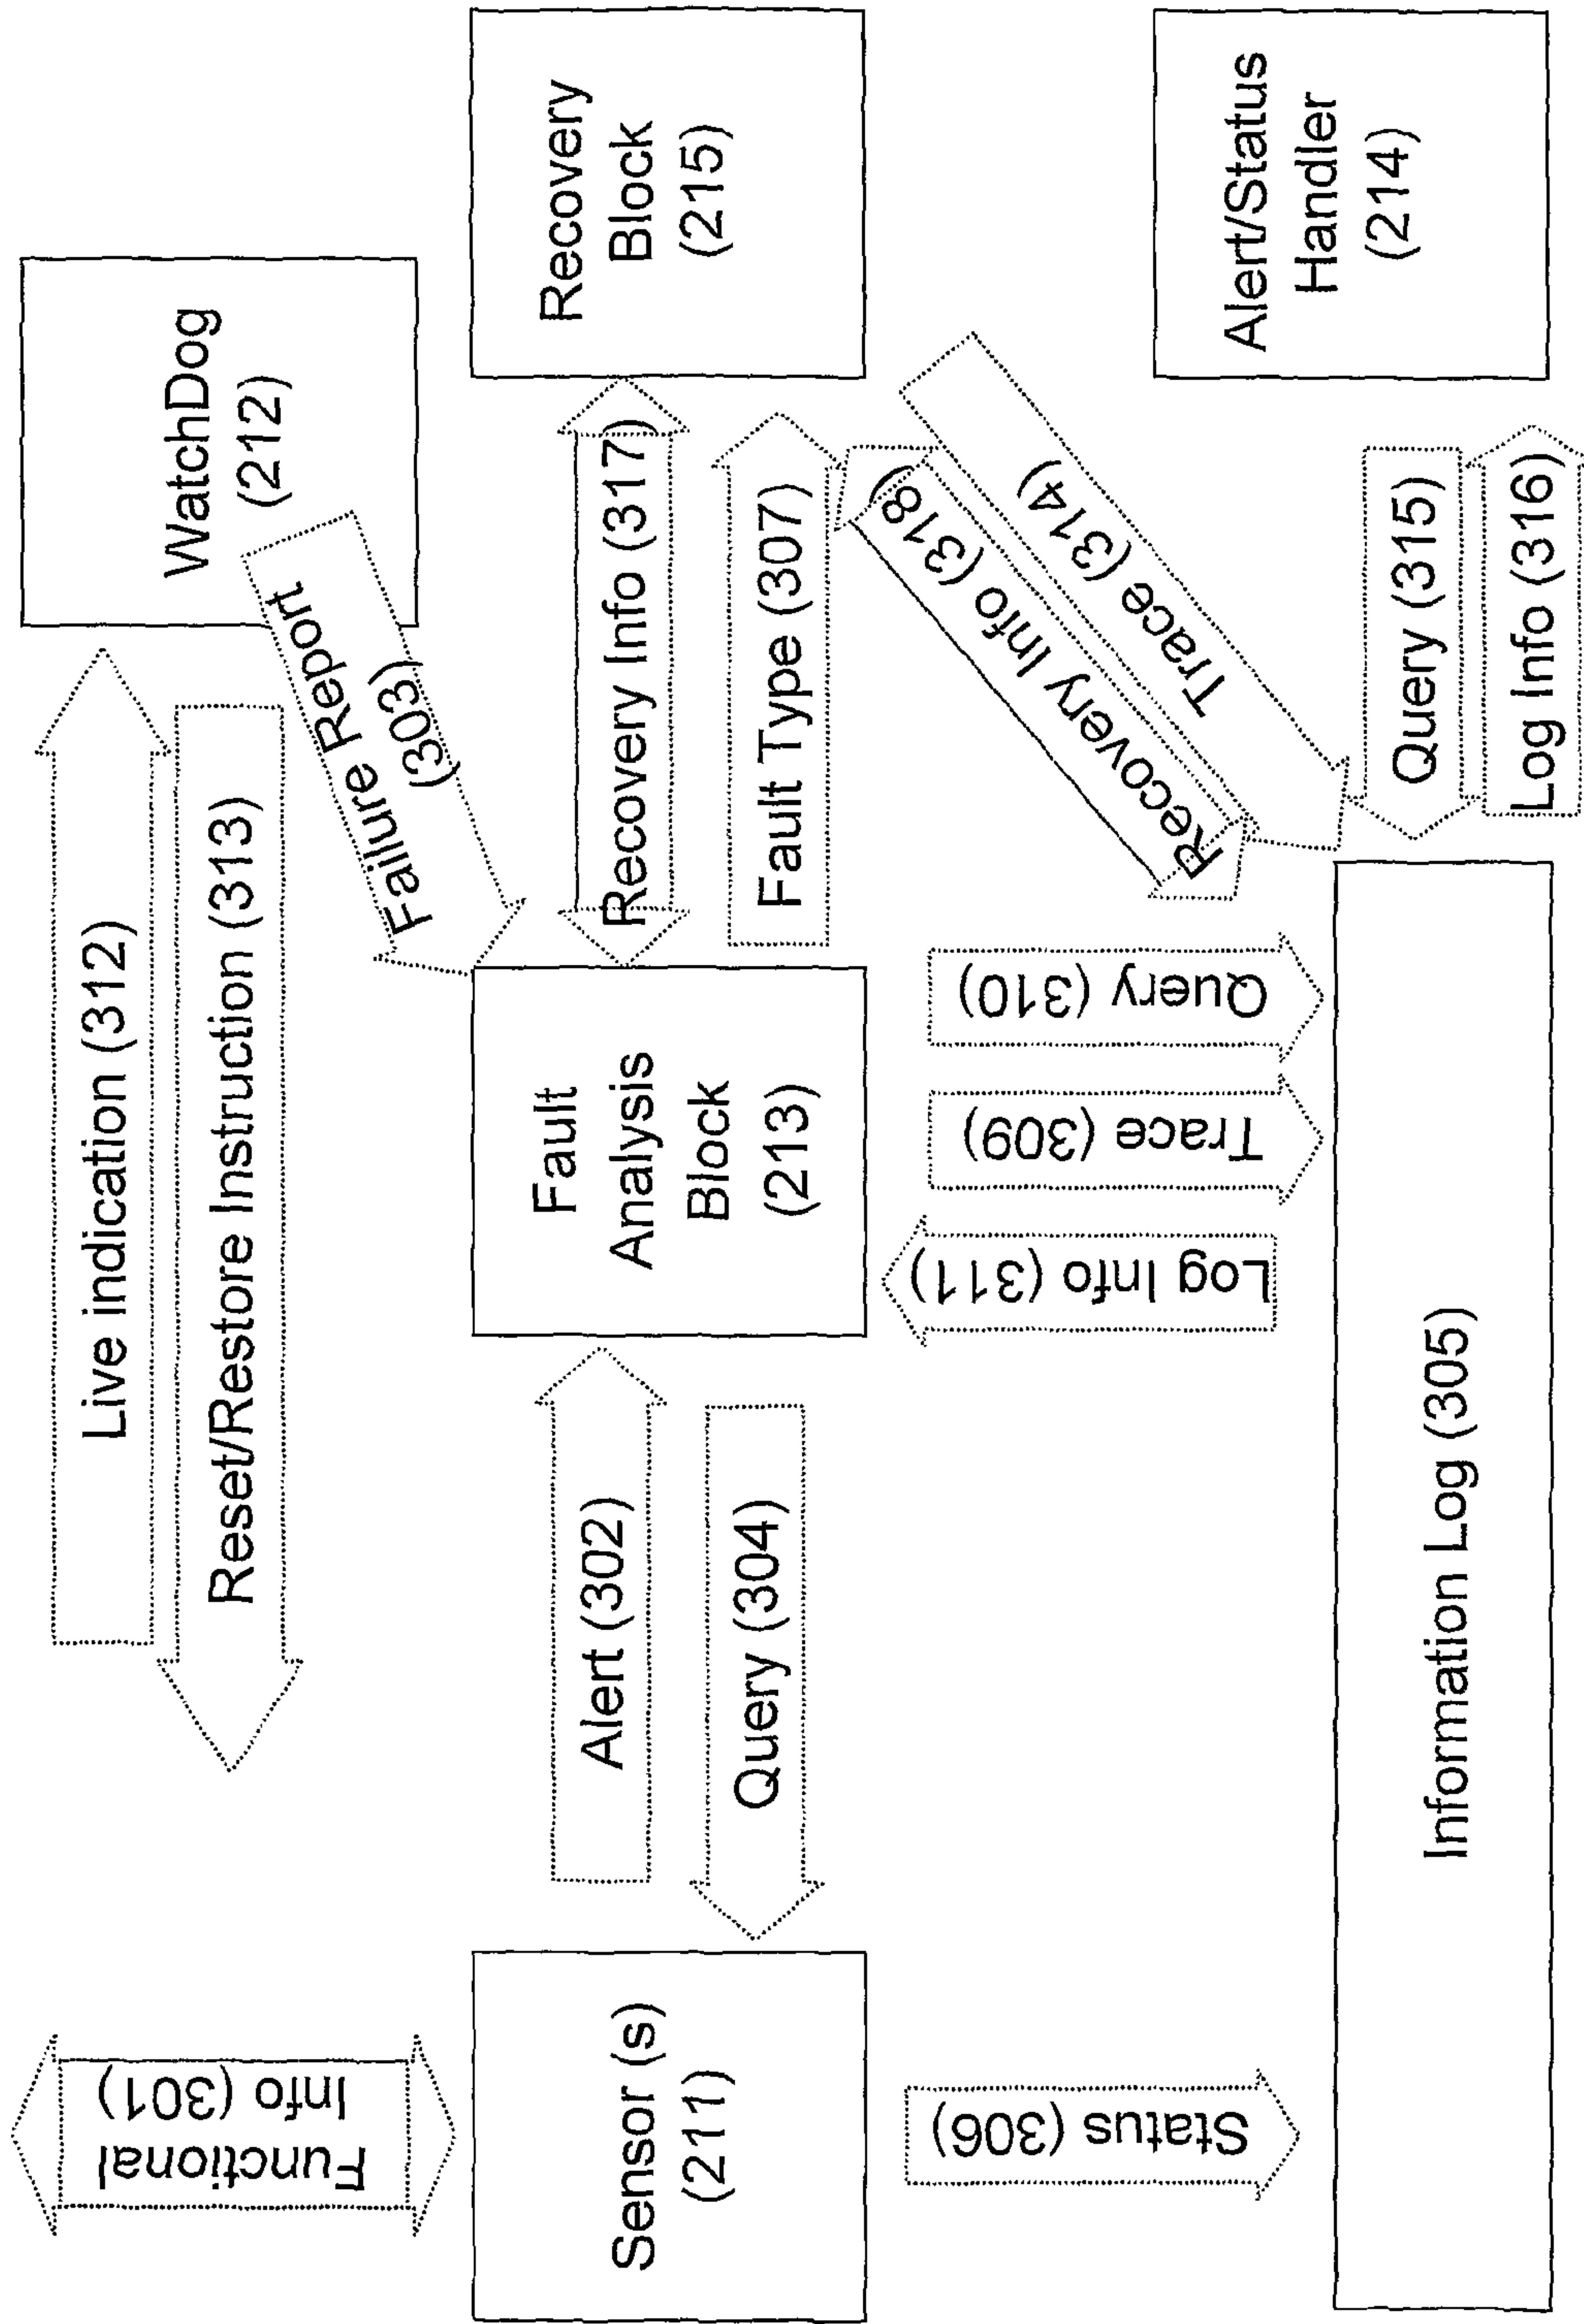 Functional
Info (301)
Live indication (312)
Reset/Restore Instruction (313)
WatchDog
(212)
Failure Report
(303)
Sensor (s)
(211)
Alert (302)
Query (304)
Fault
Analysis
Block
(213)
Recovery Info (317)
Fault Type (307)
Recovery
Block
(215)
Status (306)
Log Info (311)
Trace (309)
Query (310)
Recovery Info (318)
Trace (314)
Information Log (305)
Query (315)
Log Info (316)
Alert/Status
Handler
(214)